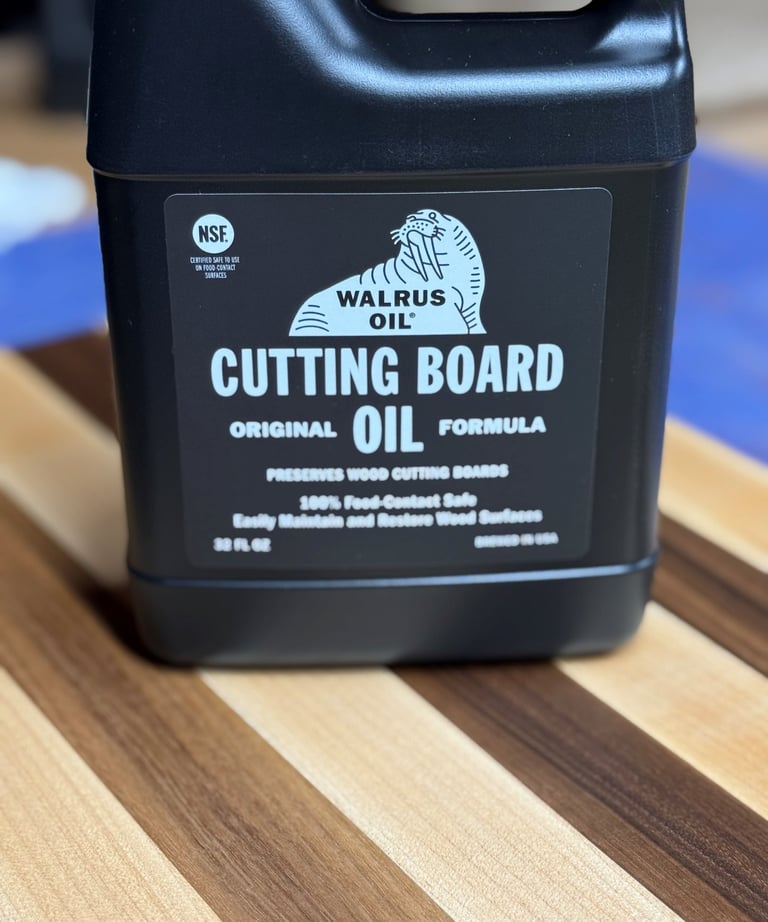 NSF.
CERTIFIED SAFE TO USE
ON FOOD CONTACT
SURFACES
WALRUS
OIL®
CUTTING BOARD
ORIGINAL OIL FORMULA
PRESERVES WOOD CUTTING BOARDS
100% Food-Contact Safe
Easily Maintain and Restore Wood Surfaces
32 FL OZ BREWED IN USA